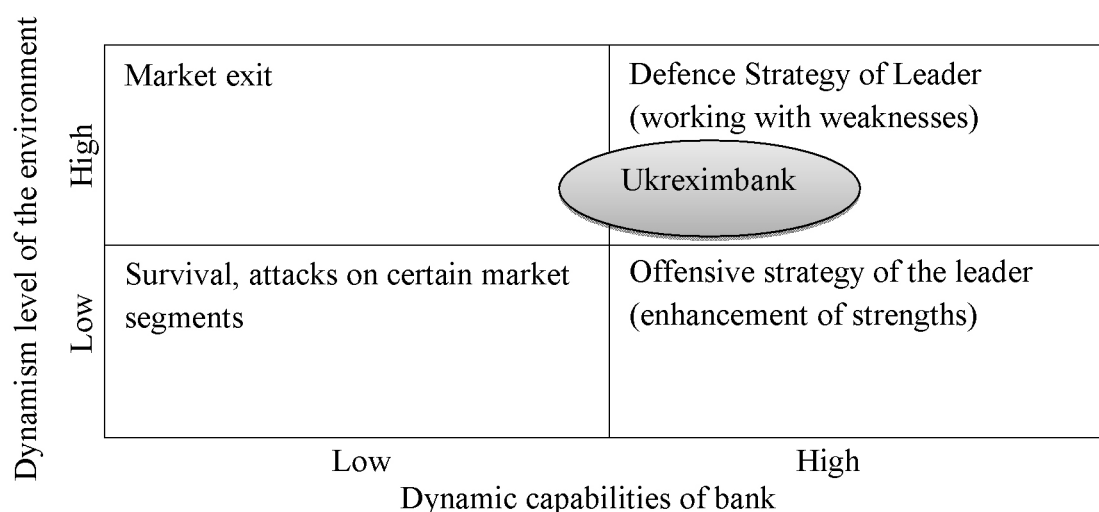 Dynamism level of the environment
High
Low
Market exit
Defence Strategy of Leader
(working with weaknesses)
Ukreximbank
Survival, attacks on certain market
segments
Offensive strategy of the leader
(enhancement of strengths)
Low
High
Dynamic capabilities of bank